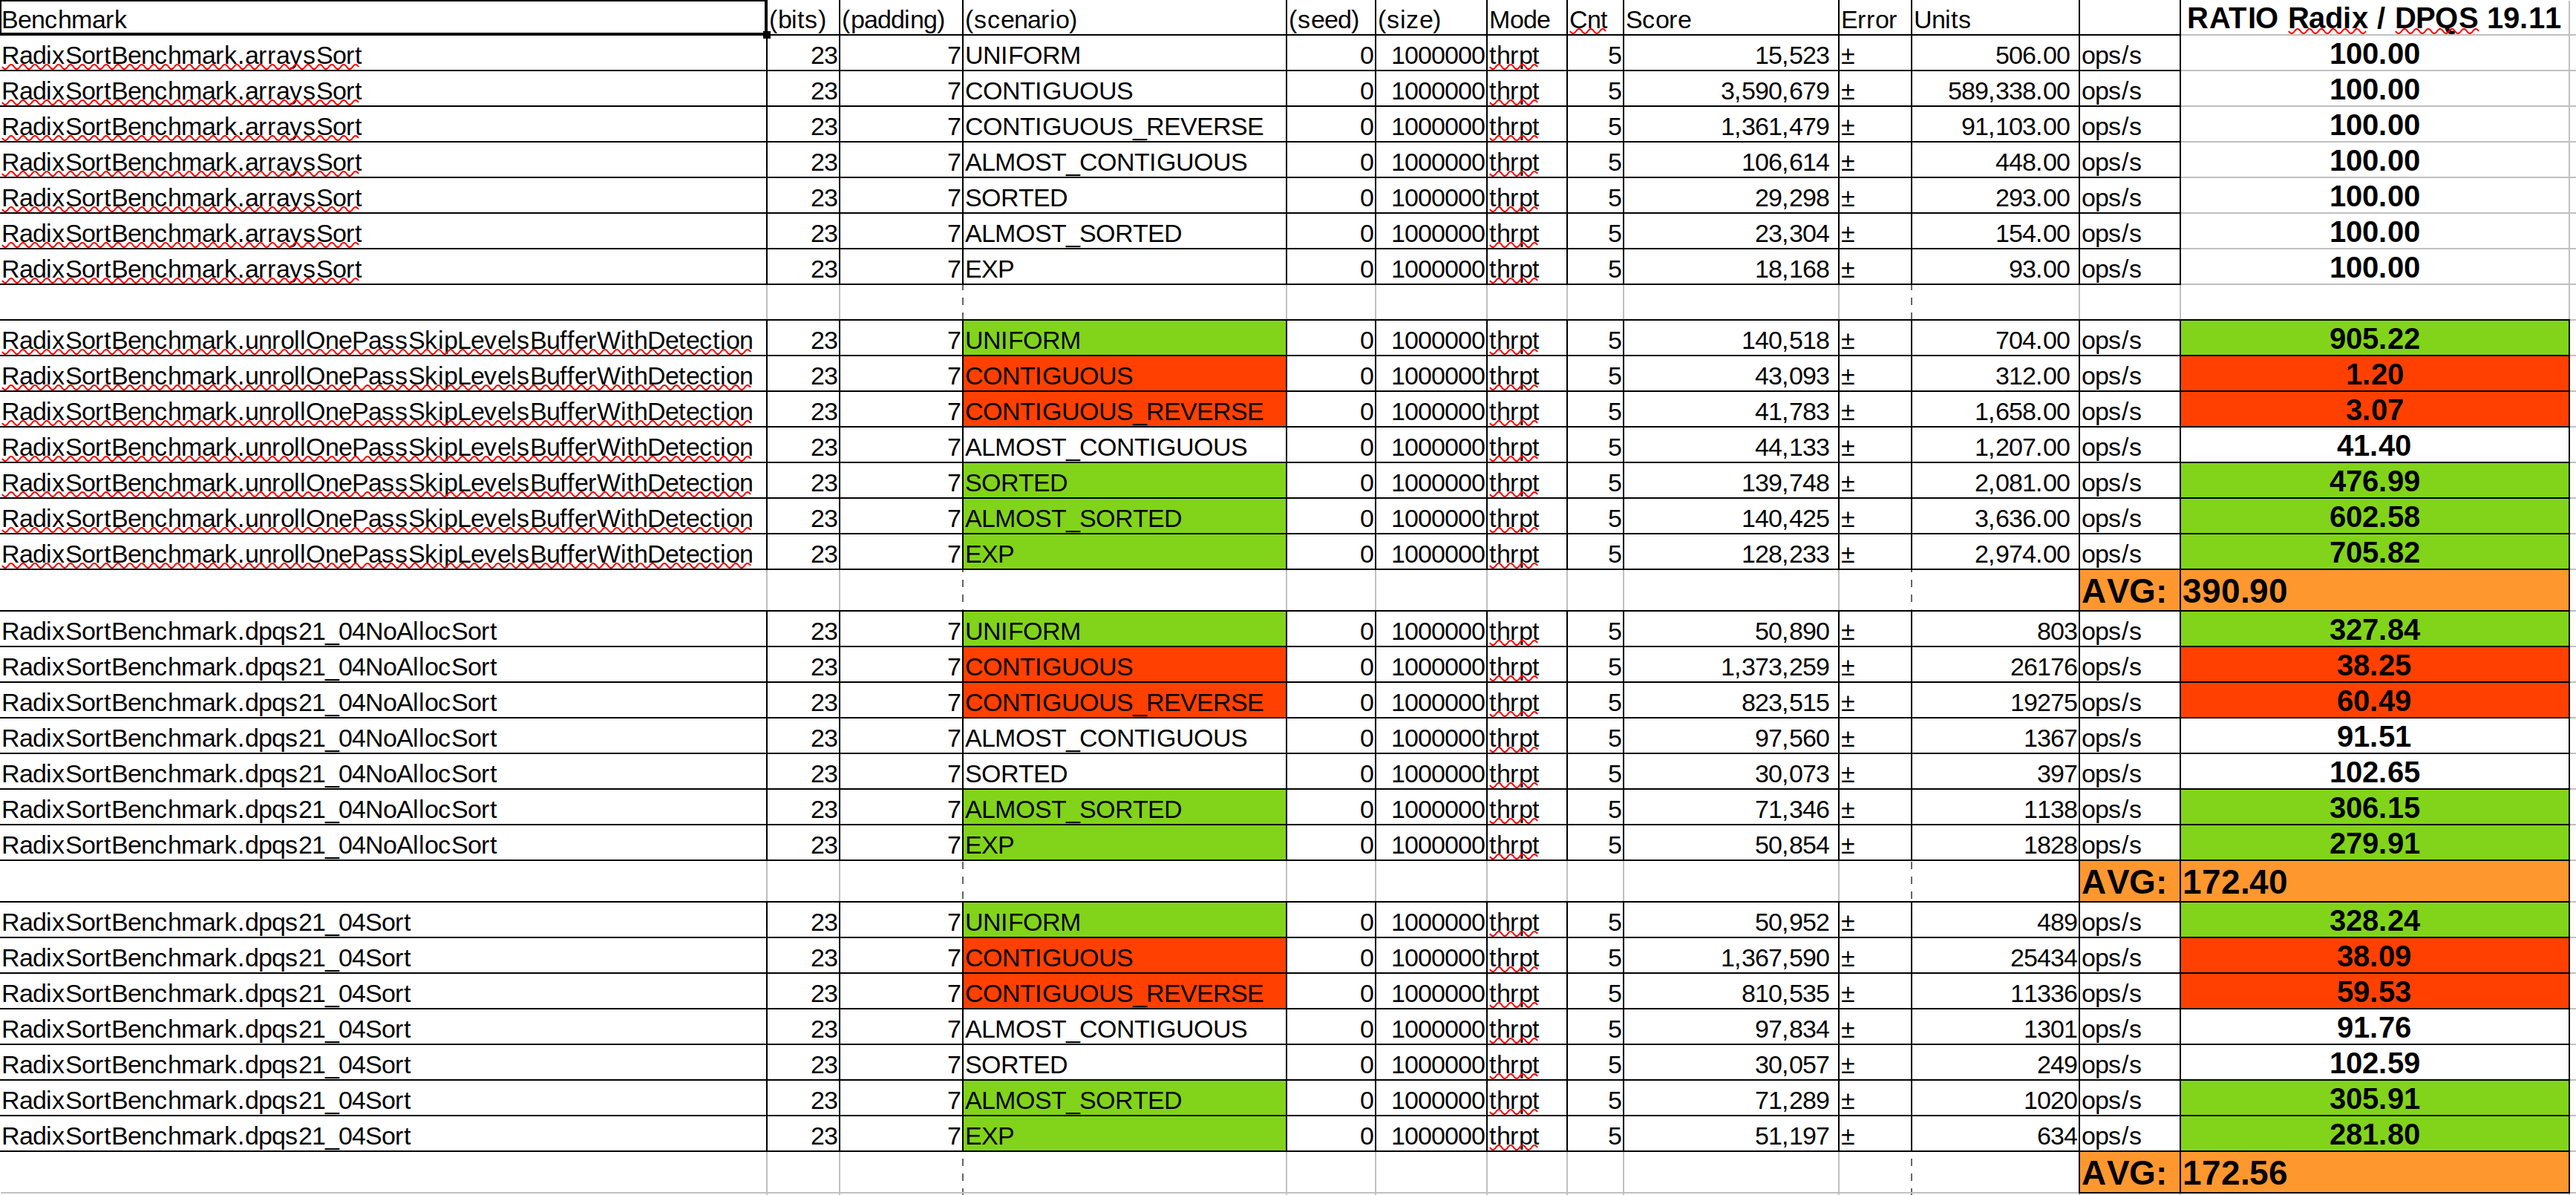 Benchmark (bits) (padding) (scenario) (seed) (size) Mode Cnt Score Error Units RATIO Radix / DPQS 19.11
RadixSortBenchmark.arraysSort 23 7 UNIFORM 0 1000000 thrpt 5 15,523 ± 506.00 ops/s 100.00
RadixSortBenchmark.arraysSort 23 7 CONTIGUOUS 0 1000000 thrpt 5 3,590,679 ± 589,338.00 ops/s 100.00
RadixSortBenchmark.arraysSort 23 7 CONTIGUOUS_REVERSE 0 1000000 thrpt 5 1,361,479 ± 91,103.00 ops/s 100.00
RadixSortBenchmark.arraysSort 23 7 ALMOST_CONTIGUOUS 0 1000000 thrpt 5 106,614 ± 448.00 ops/s 100.00
RadixSortBenchmark.arraysSort 23 7 SORTED 0 1000000 thrpt 5 29,298 ± 293.00 ops/s 100.00
RadixSortBenchmark.arraysSort 23 7 ALMOST_SORTED 0 1000000 thrpt 5 23,304 ± 154.00 ops/s 100.00
RadixSortBenchmark.arraysSort 23 7 EXP 0 1000000 thrpt 5 18,168 ± 93.00 ops/s 100.00
RadixSortBenchmark.unrollOnePassSkipLevelsBufferWithDetection 23 7 UNIFORM 0 1000000 thrpt 5 140,518 ± 704.00 ops/s 905.22
RadixSortBenchmark.unrollOnePassSkipLevelsBufferWithDetection 23 7 CONTIGUOUS 0 1000000 thrpt 5 43,093 ± 312.00 ops/s 1.20
RadixSortBenchmark.unrollOnePassSkipLevelsBufferWithDetection 23 7 CONTIGUOUS_REVERSE 0 1000000 thrpt 5 41,783 ± 1,658.00 ops/s 3.07
RadixSortBenchmark.unrollOnePassSkipLevelsBufferWithDetection 23 7 ALMOST_CONTIGUOUS 0 1000000 thrpt 5 44,133 ± 1,207.00 ops/s 41.40
RadixSortBenchmark.unrollOnePassSkipLevelsBufferWithDetection 23 7 SORTED 0 1000000 thrpt 5 139,748 ± 2,081.00 ops/s 476.99
RadixSortBenchmark.unrollOnePassSkipLevelsBufferWithDetection 23 7 ALMOST_SORTED 0 1000000 thrpt 5 140,425 ± 3,636.00 ops/s 602.58
RadixSortBenchmark.unrollOnePassSkipLevelsBufferWithDetection 23 7 EXP 0 1000000 thrpt 5 128,233 ± 2,974.00 ops/s 705.82
AVG: 390.90
RadixSortBenchmark.dpqs21_04NoAllocSort 23 7 UNIFORM 0 1000000 thrpt 5 50,890 ± 803 ops/s 327.84
RadixSortBenchmark.dpqs21_04NoAllocSort 23 7 CONTIGUOUS 0 1000000 thrpt 5 1,373,259 ± 26176 ops/s 38.25
RadixSortBenchmark.dpqs21_04NoAllocSort 23 7 CONTIGUOUS_REVERSE 0 1000000 thrpt 5 823,515 ± 19275 ops/s 60.49
RadixSortBenchmark.dpqs21_04NoAllocSort 23 7 ALMOST_CONTIGUOUS 0 1000000 thrpt 5 97,560 ± 1367 ops/s 91.51
RadixSortBenchmark.dpqs21_04NoAllocSort 23 7 SORTED 0 1000000 thrpt 5 30,073 ± 397 ops/s 102.65
RadixSortBenchmark.dpqs21_04NoAllocSort 23 7 ALMOST_SORTED 0 1000000 thrpt 5 71,346 ± 1138 ops/s 306.15
RadixSortBenchmark.dpqs21_04NoAllocSort 23 7 EXP 0 1000000 thrpt 5 50,854 ± 1828 ops/s 279.91
AVG: 172.40
RadixSortBenchmark.dpqs21_04Sort 23 7 UNIFORM 0 1000000 thrpt 5 50,952 ± 489 ops/s 328.24
RadixSortBenchmark.dpqs21_04Sort 23 7 CONTIGUOUS 0 1000000 thrpt 5 1,367,590 ± 25434 ops/s 38.09
RadixSortBenchmark.dpqs21_04Sort 23 7 CONTIGUOUS_REVERSE 0 1000000 thrpt 5 810,535 ± 11336 ops/s 59.53
RadixSortBenchmark.dpqs21_04Sort 23 7 ALMOST_CONTIGUOUS 0 1000000 thrpt 5 97,834 ± 1301 ops/s 91.76
RadixSortBenchmark.dpqs21_04Sort 23 7 SORTED 0 1000000 thrpt 5 30,057 ± 249 ops/s 102.59
RadixSortBenchmark.dpqs21_04Sort 23 7 ALMOST_SORTED 0 1000000 thrpt 5 71,289 ± 1020 ops/s 305.91
RadixSortBenchmark.dpqs21_04Sort 23 7 EXP 0 1000000 thrpt 5 51,197 ± 634 ops/s 281.80
AVG: 172.56